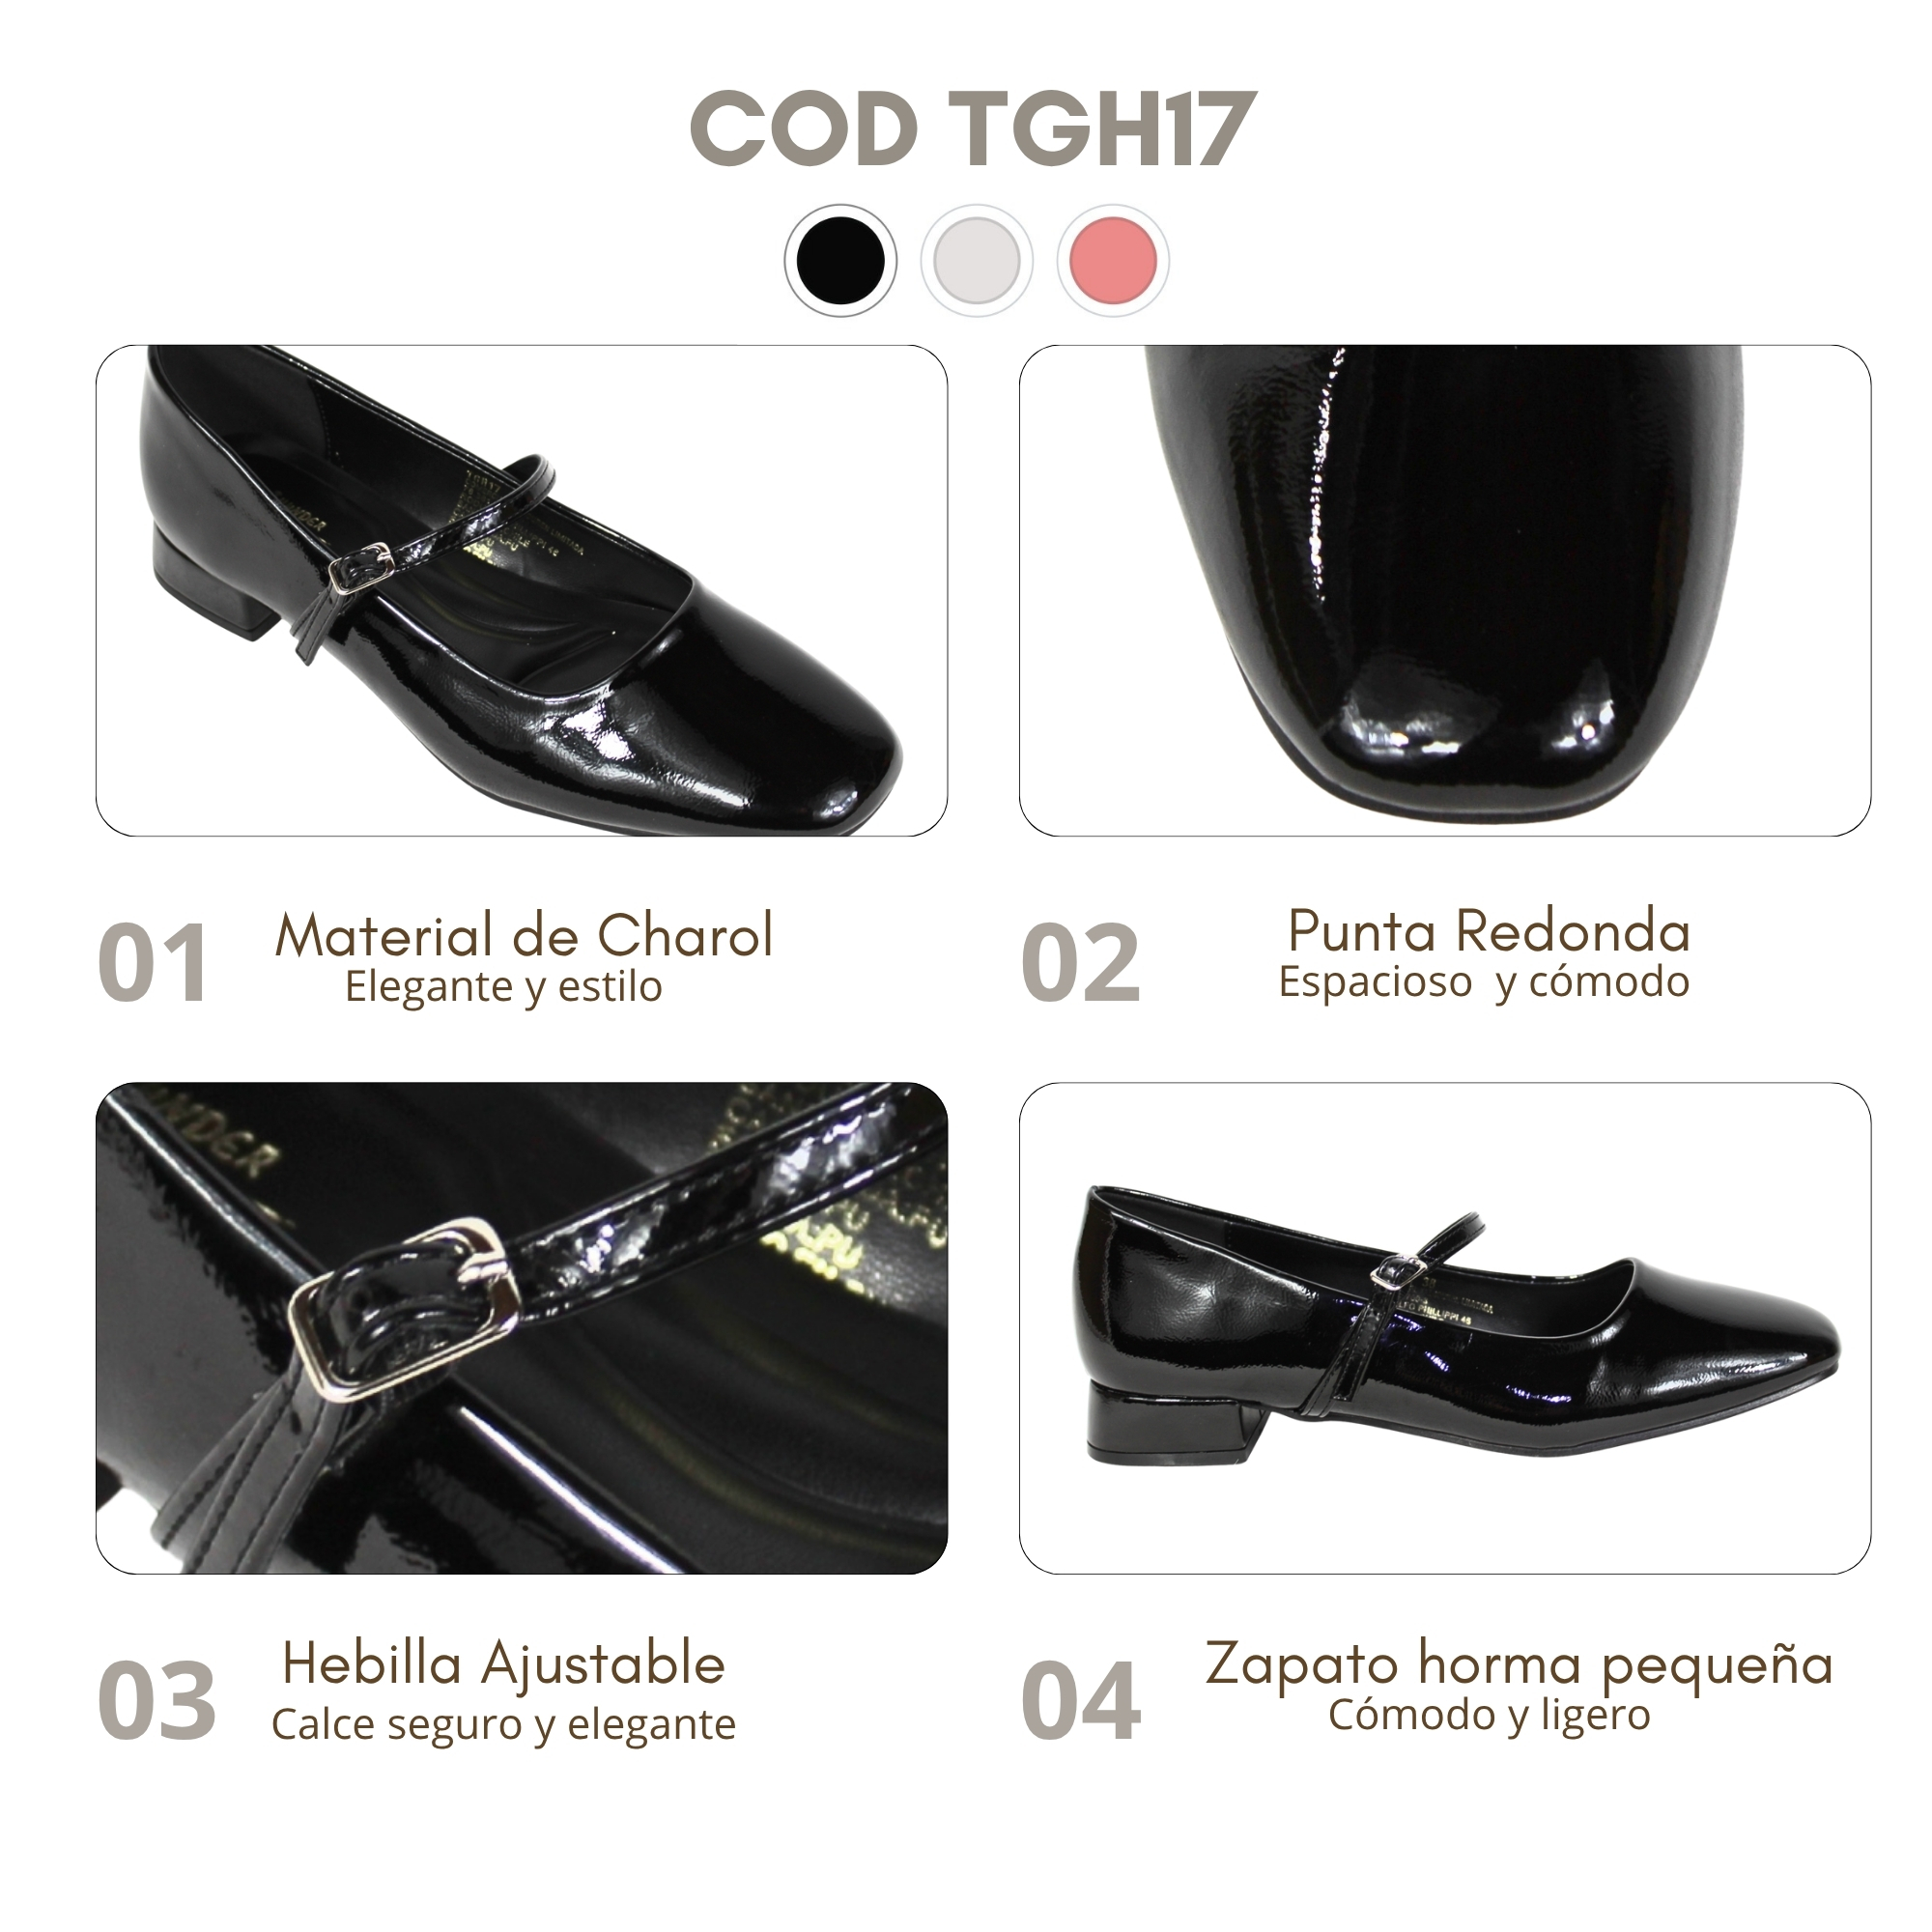 COD TGH17
01
Material de Charol
Elegante y estilo
02
Punta Redonda
Espacioso  y cómodo
03
Hebilla Ajustable
Calce seguro y elegante
04
Zapato horma pequeña
Cómodo y ligero